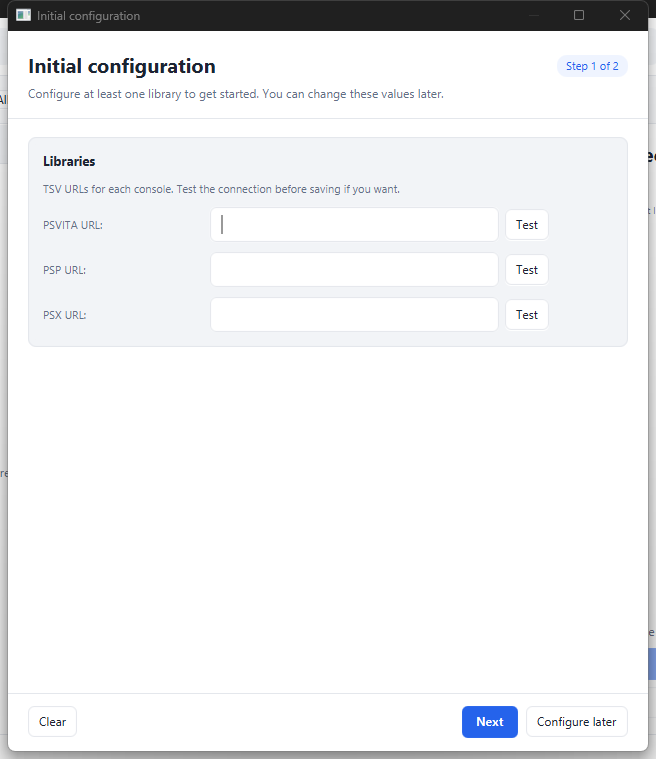 Initial configuration
Initial configuration
Step 1 of 2
Configure at least one library to get started. You can change these values later.
Libraries
TSV URLs for each console. Test the connection before saving if you want.
PSVITA URL:
Test
PSP URL:
Test
PSX URL:
Test
Clear
Next
Configure later